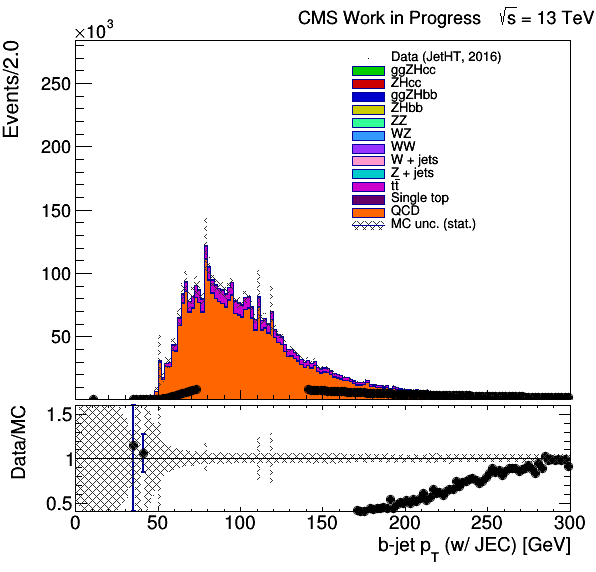 CMS Work in Progress √s = 13 TeV
×10³
Events/2.0
250
200
150
100
50
Data (JetHT, 2016)
ggZHcc
ZHcc
ggZHbb
ZHbb
ZZ
WZ
WW
W + jets
Z + jets
tt̄
Single top
QCD
MC unc. (stat.)
Data/MC
1.5
1
0.5
0 50 100 150 200 250 300
b-jet p_T (w/ JEC) [GeV]